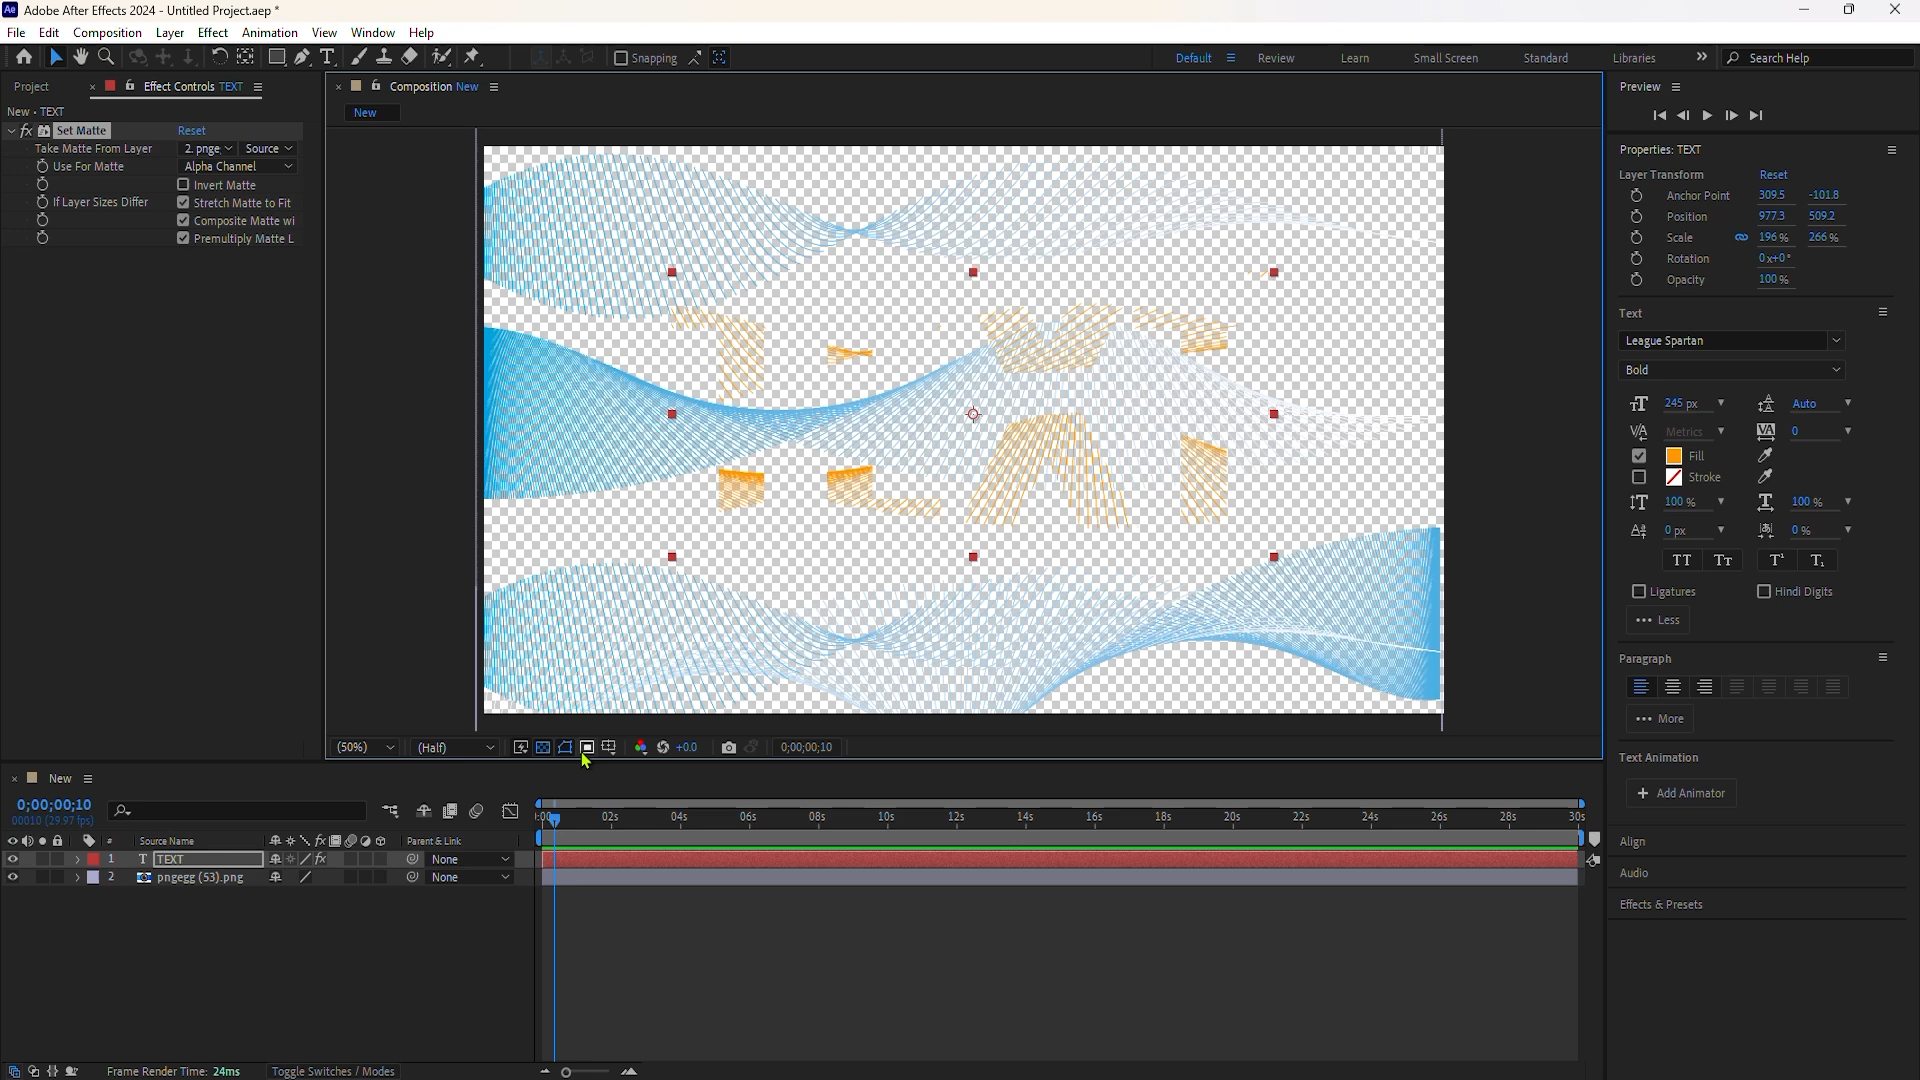 Adobe After Effects 2024 - Untitled Project.aep *
File Edit Composition Layer Effect Animation View Window Help
Snapping Default Review Learn Small Screen Standard Libraries Search Help
Project Effect Controls TEXT
Composition New
Preview
New • TEXT
New
fx Set Matte Reset
Take Matte From Layer 2. pnge Source
Use For Matte Alpha Channel
Invert Matte
If Layer Sizes Differ Stretch Matte to Fit
Composite Matte wi
Premultiply Matte L
Properties: TEXT
Layer Transform Reset
Anchor Point 309.5 -101.8
Position 977.3 509.2
Scale 196 % 266 %
Rotation 0x+0°
Opacity 100 %
Text
League Spartan
Bold
245 px Auto
Metrics 0
Fill
Stroke
100 % 100 %
0 px 0 %
TT Tt T¹ T₁
Ligatures Hindi Digits
Less
Paragraph
More
Text Animation
+ Add Animator
Align
Audio
Effects & Presets
(50%) (Half) +0.0 0;00;00;10
New
0;00;00;10
00010 (29.97 fps)
:00s 02s 04s 06s 08s 10s 12s 14s 16s 18s 20s 22s 24s 26s 28s 30s
# Source Name fx Parent & Link
1 T TEXT fx None
2 pngegg (53).png None
Frame Render Time: 24ms Toggle Switches / Modes